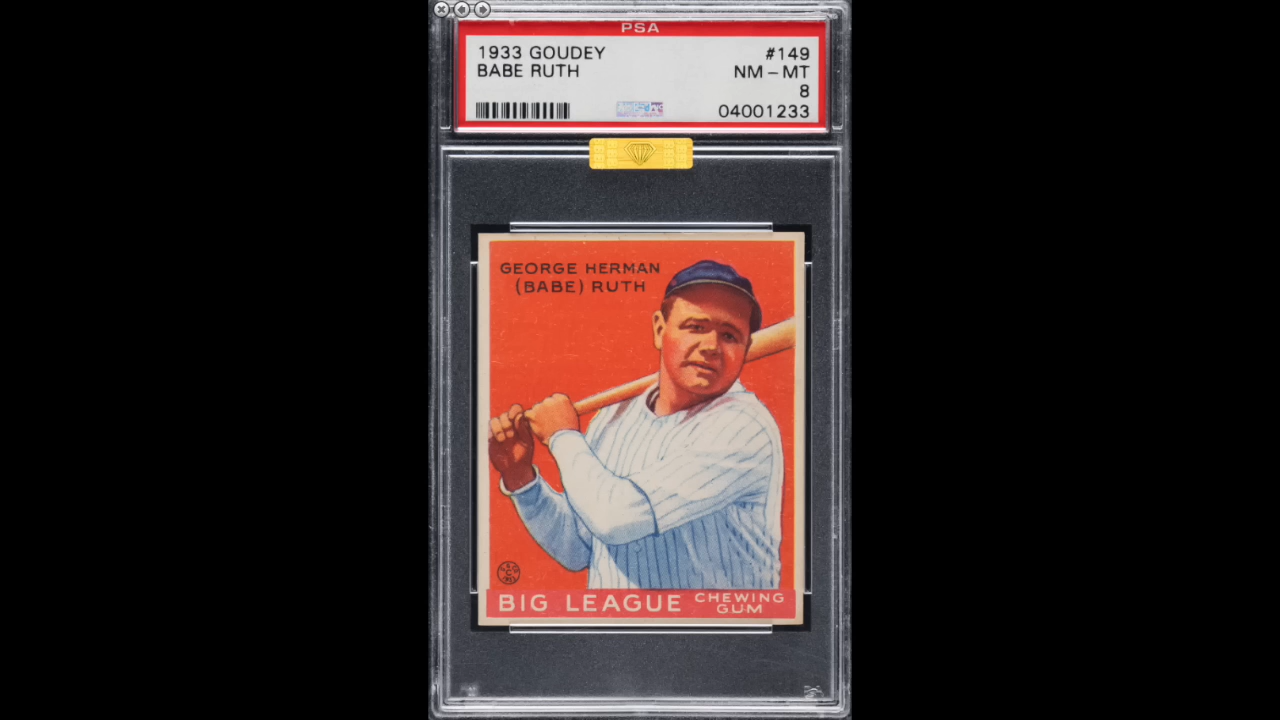 PSA
1933 GOUDEY #149
BABE RUTH NM - MT
8
04001233
GEORGE HERMAN
(BABE) RUTH
BIG LEAGUE CHEWING GUM